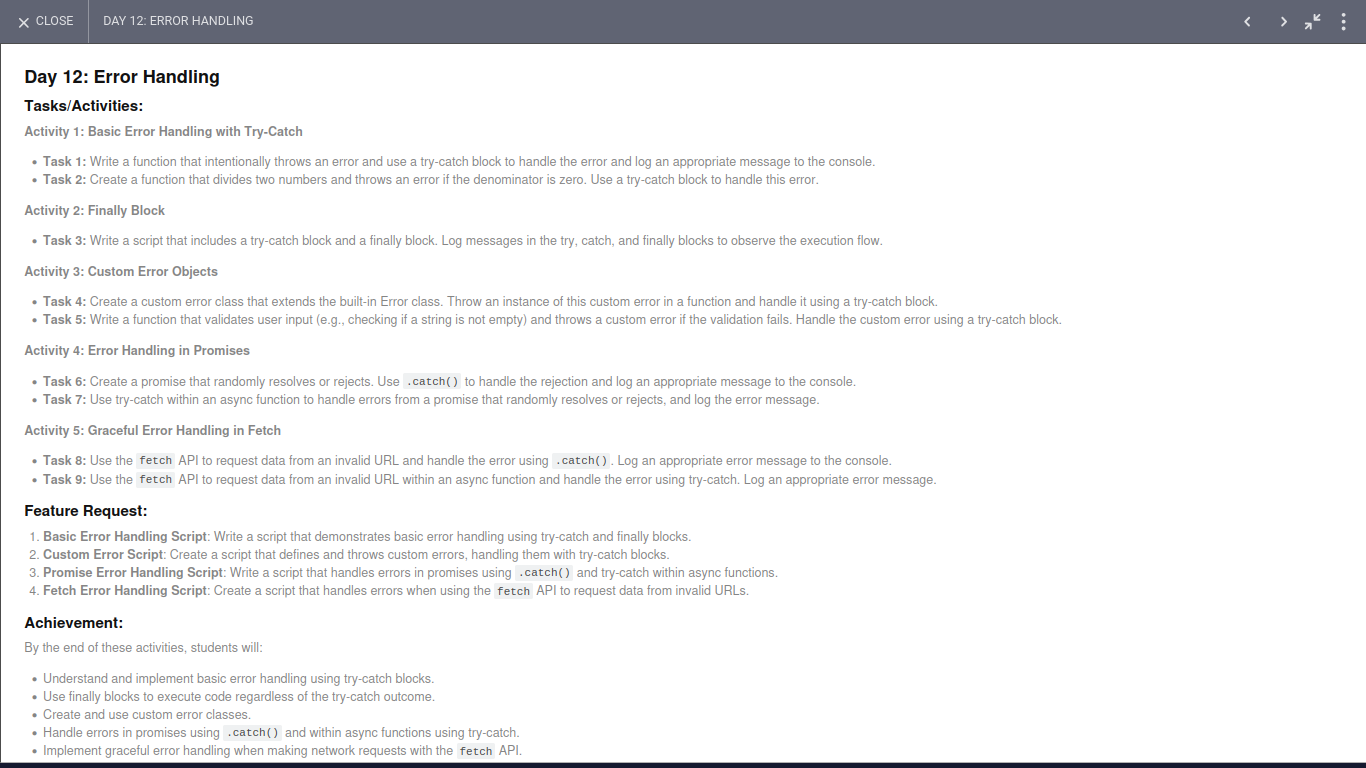 CLOSE
DAY 12: ERROR HANDLING
Day 12: Error Handling
Tasks/Activities:
Activity 1: Basic Error Handling with Try-Catch
• Task 1: Write a function that intentionally throws an error and use a try-catch block to handle the error and log an appropriate message to the console.
• Task 2: Create a function that divides two numbers and throws an error if the denominator is zero. Use a try-catch block to handle this error.
Activity 2: Finally Block
• Task 3: Write a script that includes a try-catch block and a finally block. Log messages in the try, catch, and finally blocks to observe the execution flow.
Activity 3: Custom Error Objects
• Task 4: Create a custom error class that extends the built-in Error class. Throw an instance of this custom error in a function and handle it using a try-catch block.
• Task 5: Write a function that validates user input (e.g., checking if a string is not empty) and throws a custom error if the validation fails. Handle the custom error using a try-catch block.
Activity 4: Error Handling in Promises
• Task 6: Create a promise that randomly resolves or rejects. Use .catch() to handle the rejection and log an appropriate message to the console.
• Task 7: Use try-catch within an async function to handle errors from a promise that randomly resolves or rejects, and log the error message.
Activity 5: Graceful Error Handling in Fetch
• Task 8: Use the fetch API to request data from an invalid URL and handle the error using .catch(). Log an appropriate error message to the console.
• Task 9: Use the fetch API to request data from an invalid URL within an async function and handle the error using try-catch. Log an appropriate error message.
Feature Request:
1. Basic Error Handling Script: Write a script that demonstrates basic error handling using try-catch and finally blocks.
2. Custom Error Script: Create a script that defines and throws custom errors, handling them with try-catch blocks.
3. Promise Error Handling Script: Write a script that handles errors in promises using .catch() and try-catch within async functions.
4. Fetch Error Handling Script: Create a script that handles errors when using the fetch API to request data from invalid URLs.
Achievement:
By the end of these activities, students will:
• Understand and implement basic error handling using try-catch blocks.
• Use finally blocks to execute code regardless of the try-catch outcome.
• Create and use custom error classes.
• Handle errors in promises using .catch() and within async functions using try-catch.
• Implement graceful error handling when making network requests with the fetch API.